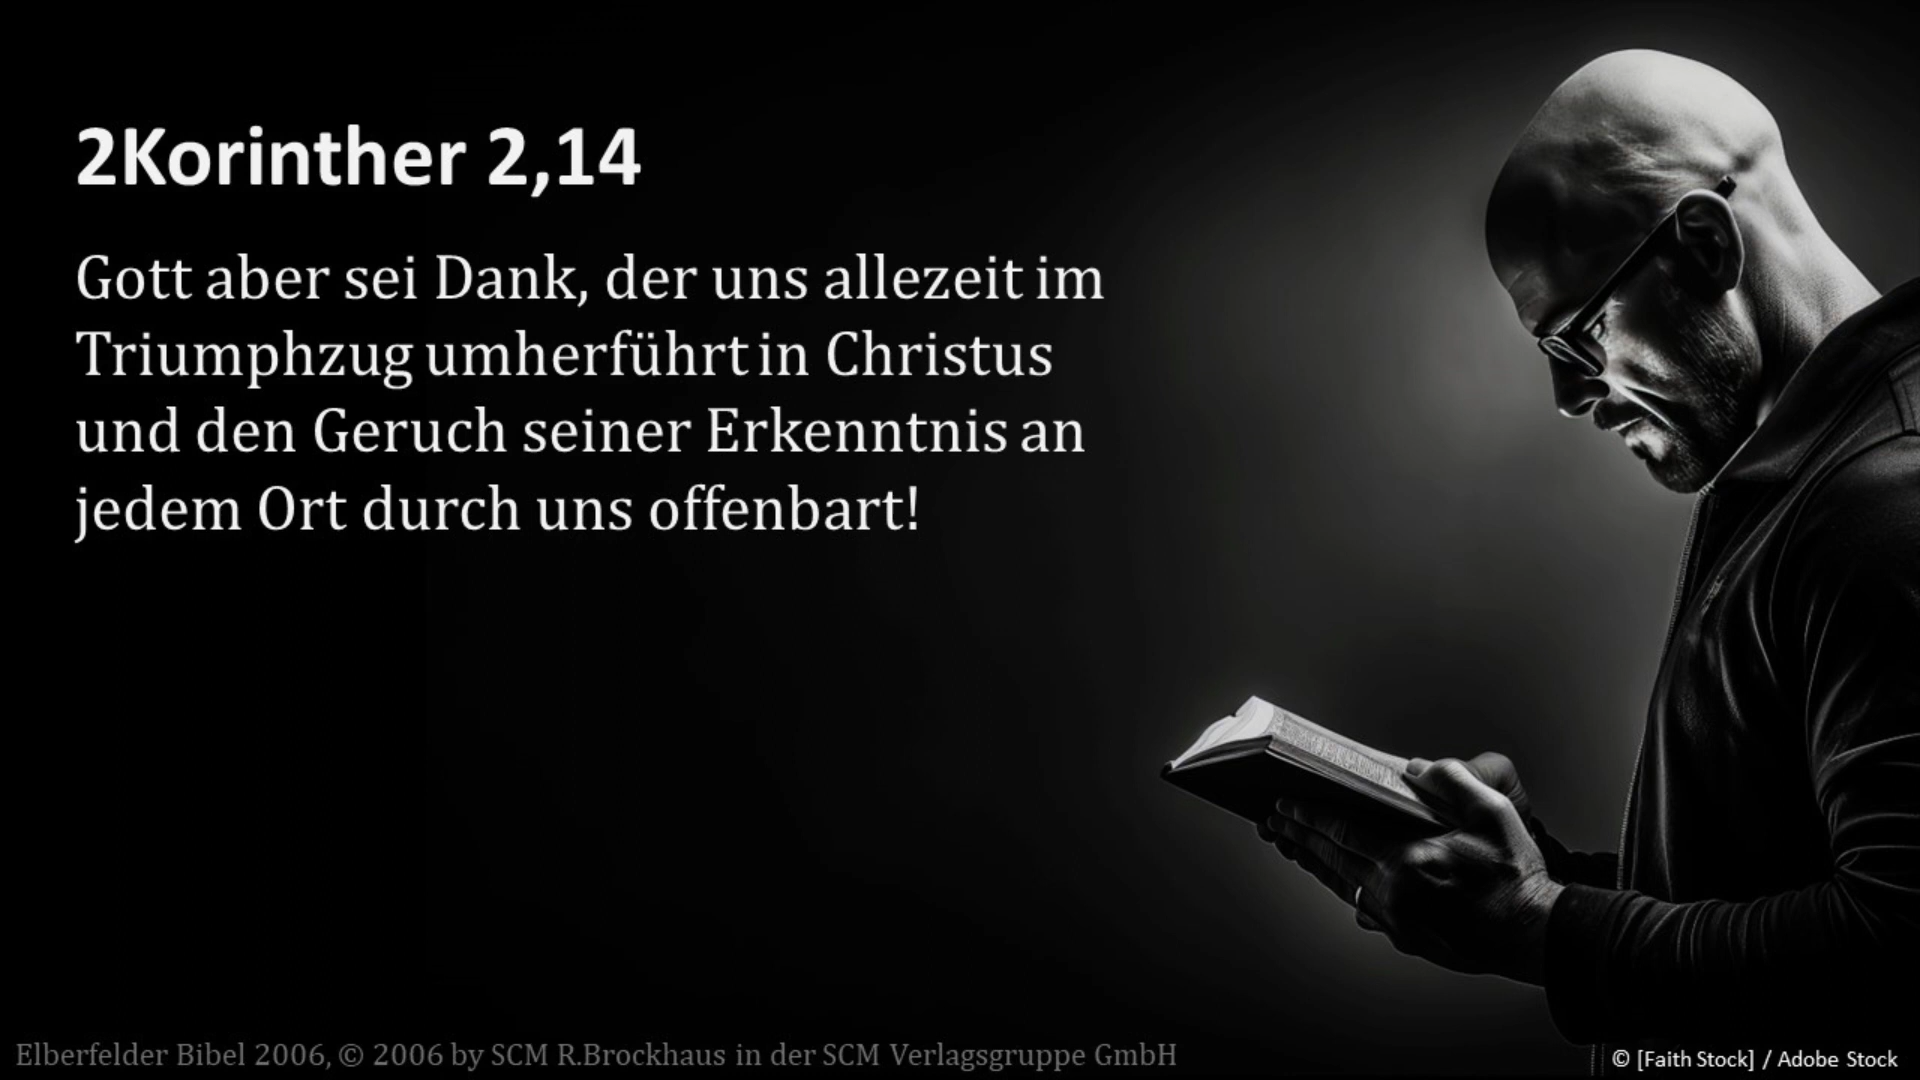 2Korinther 2,14
Gott aber sei Dank, der uns allezeit im
Triumphzug umherführt in Christus
und den Geruch seiner Erkenntnis an
jedem Ort durch uns offenbart!
Elberfelder Bibel 2006, © 2006 by SCM R.Brockhaus in der SCM Verlagsgruppe GmbH
© [Faith Stock] / Adobe Stock